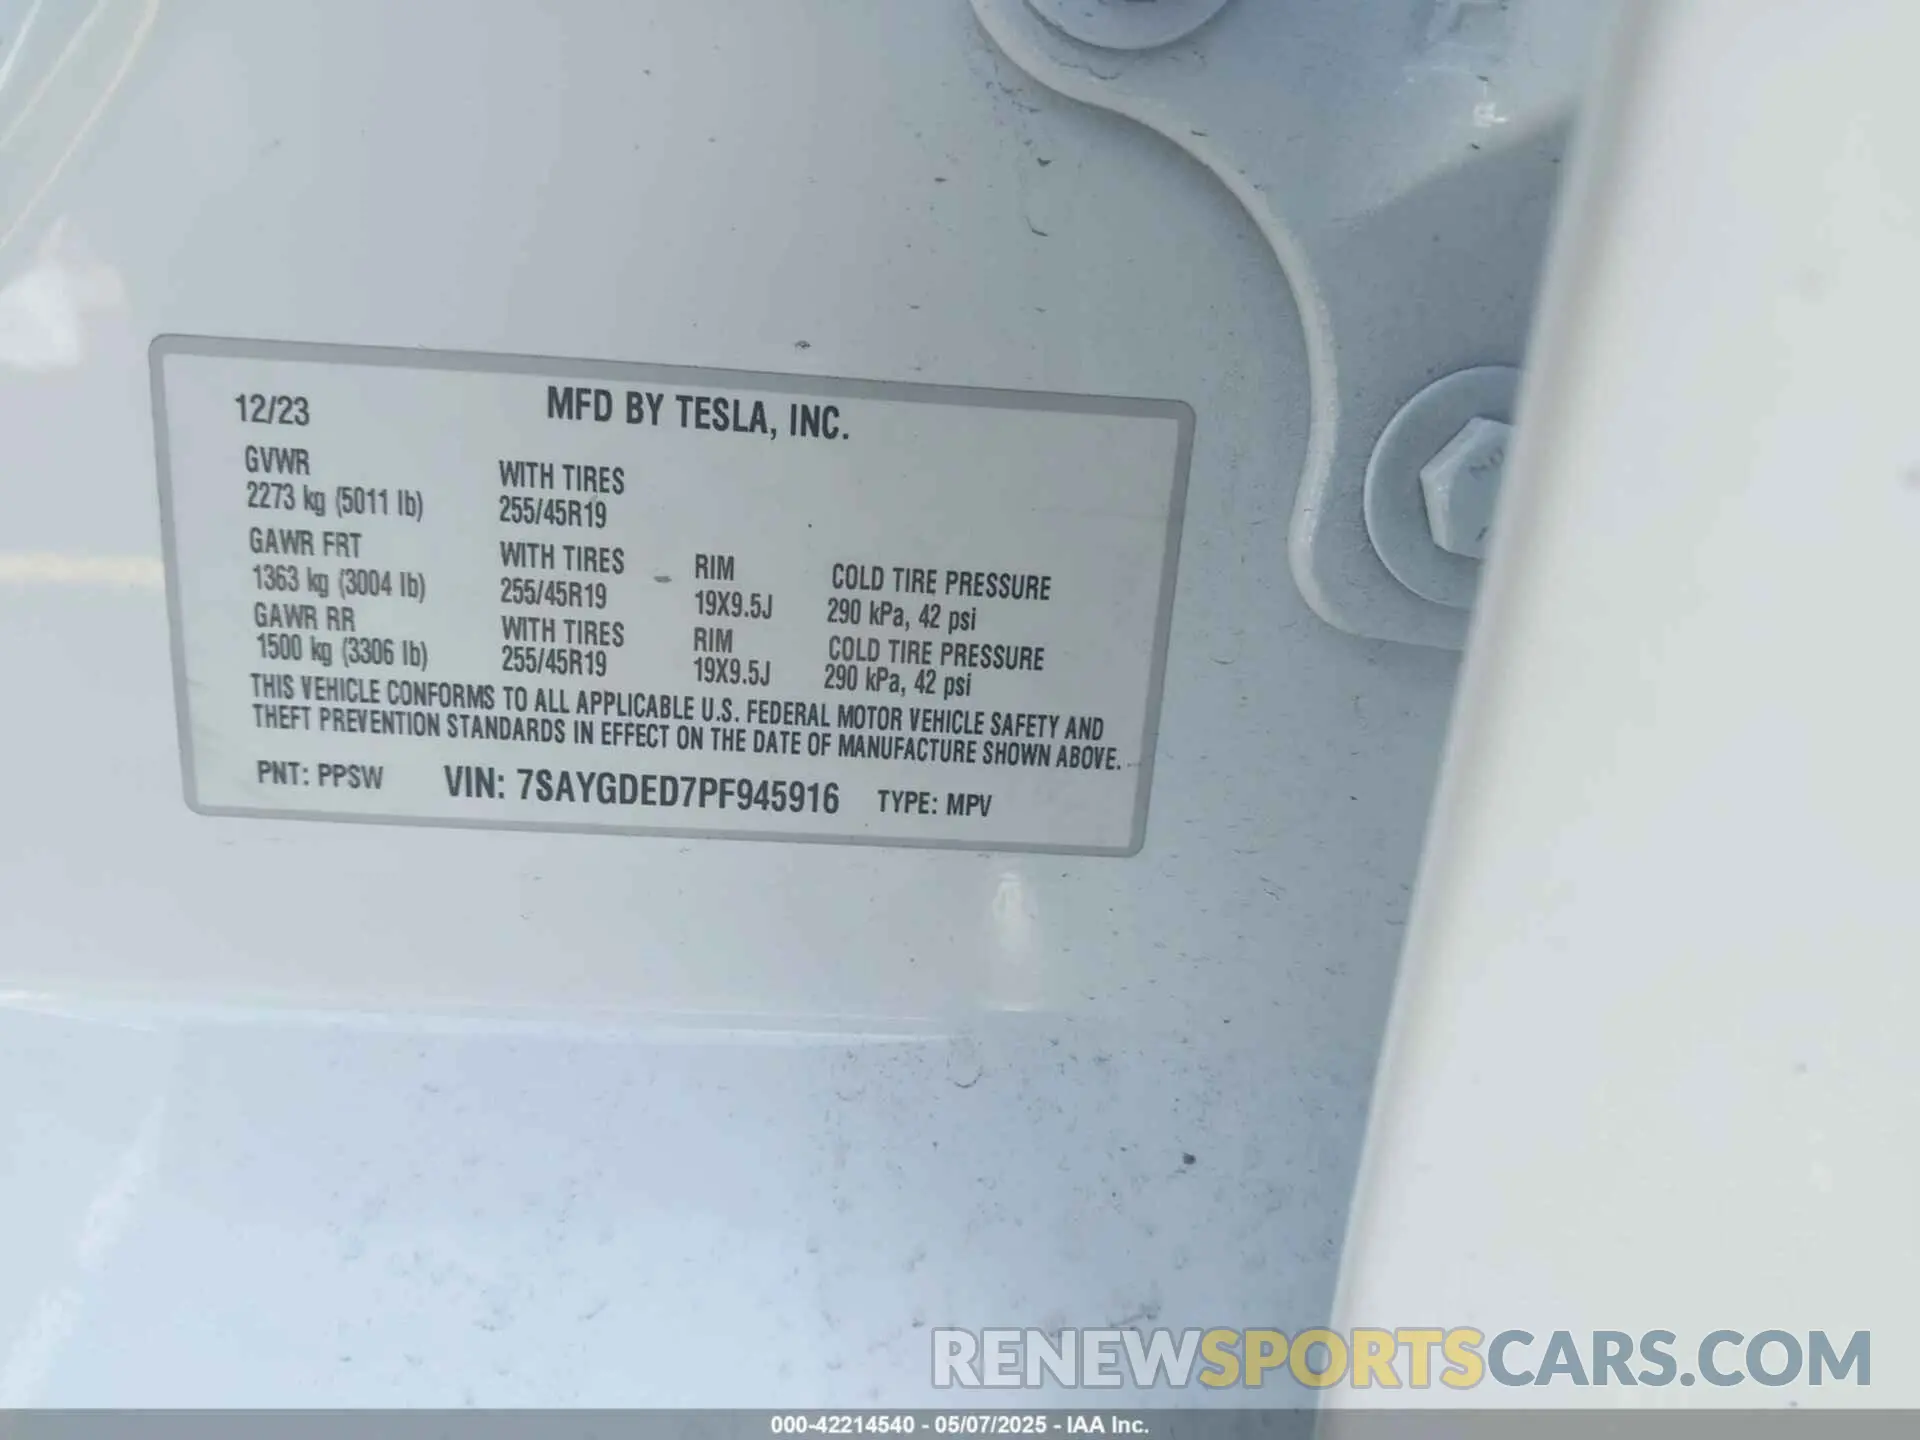 12/23 MFD BY TESLA, INC.
GVWR WITH TIRES
2273 kg (5011 lb) 255/45R19
GAWR FRT WITH TIRES RIM COLD TIRE PRESSURE
1363 kg (3004 lb) 255/45R19 19X9.5J 290 kPa, 42 psi
GAWR RR WITH TIRES RIM COLD TIRE PRESSURE
1500 kg (3306 lb) 255/45R19 19X9.5J 290 kPa, 42 psi
THIS VEHICLE CONFORMS TO ALL APPLICABLE U.S. FEDERAL MOTOR VEHICLE SAFETY AND
THEFT PREVENTION STANDARDS IN EFFECT ON THE DATE OF MANUFACTURE SHOWN ABOVE.
PNT: PPSW VIN: 7SAYGDED7PF945916 TYPE: MPV
RENEWSPORTSCARS.COM
000-42214540 - 05/07/2025 - IAA Inc.